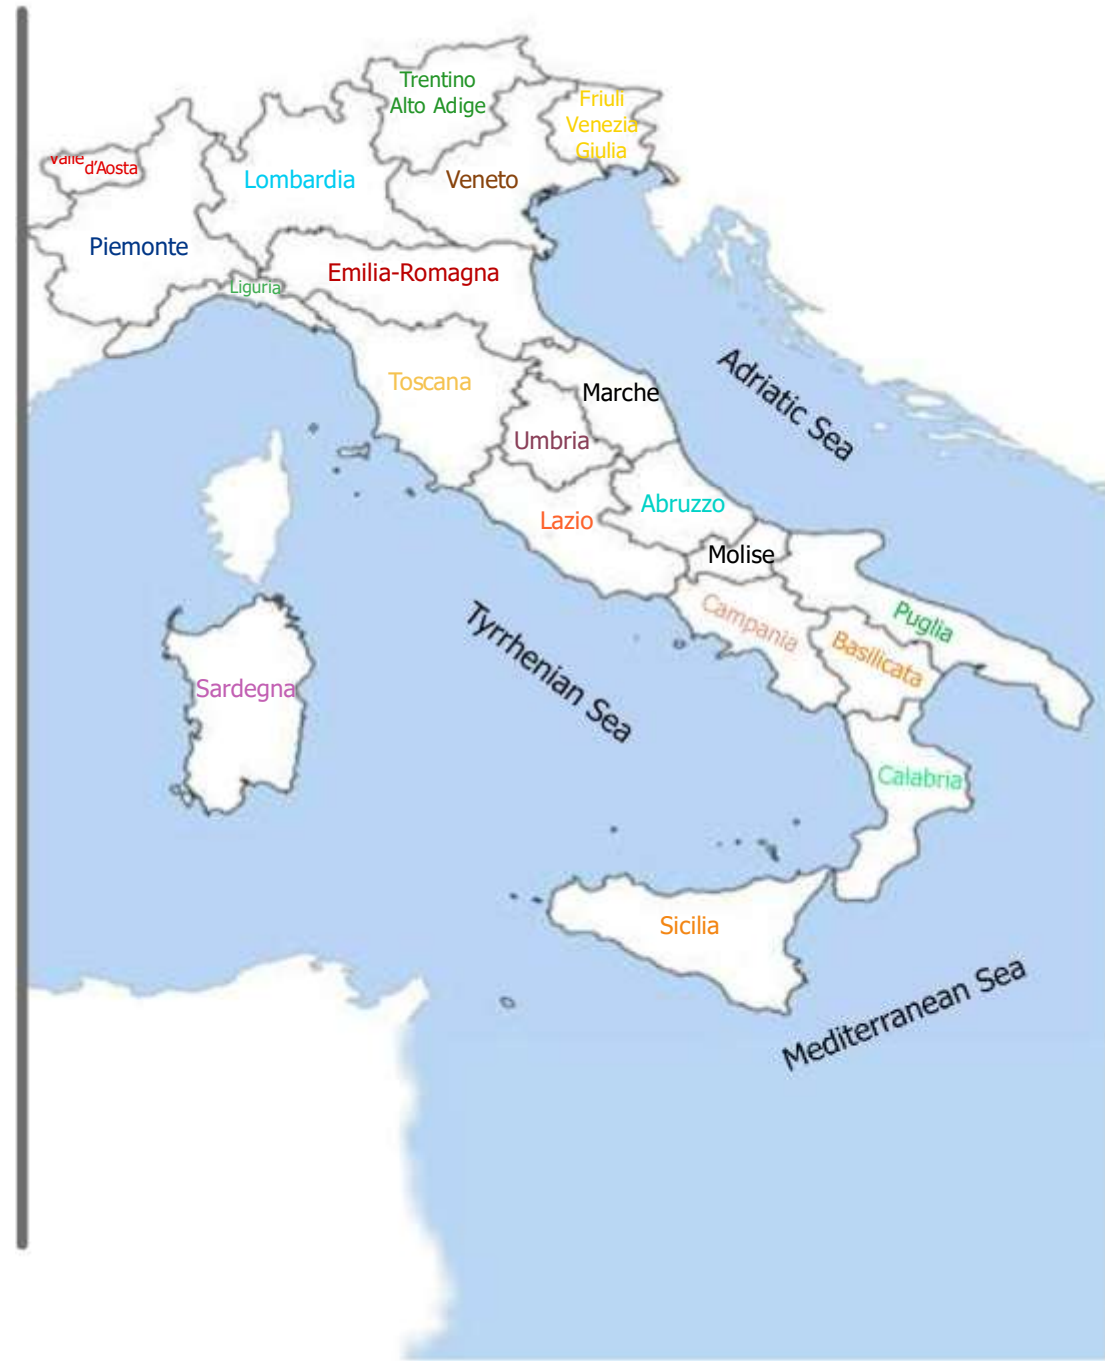 Trentino
Alto Adige
Friuli
Venezia
Giulia
Valle d'Aosta
Lombardia
Veneto
Piemonte
Emilia-Romagna
Liguria
Toscana
Marche
Adriatic Sea
Umbria
Abruzzo
Lazio
Molise
Campania
Puglia
Basilicata
Tyrrhenian Sea
Sardegna
Calabria
Sicilia
Mediterranean Sea